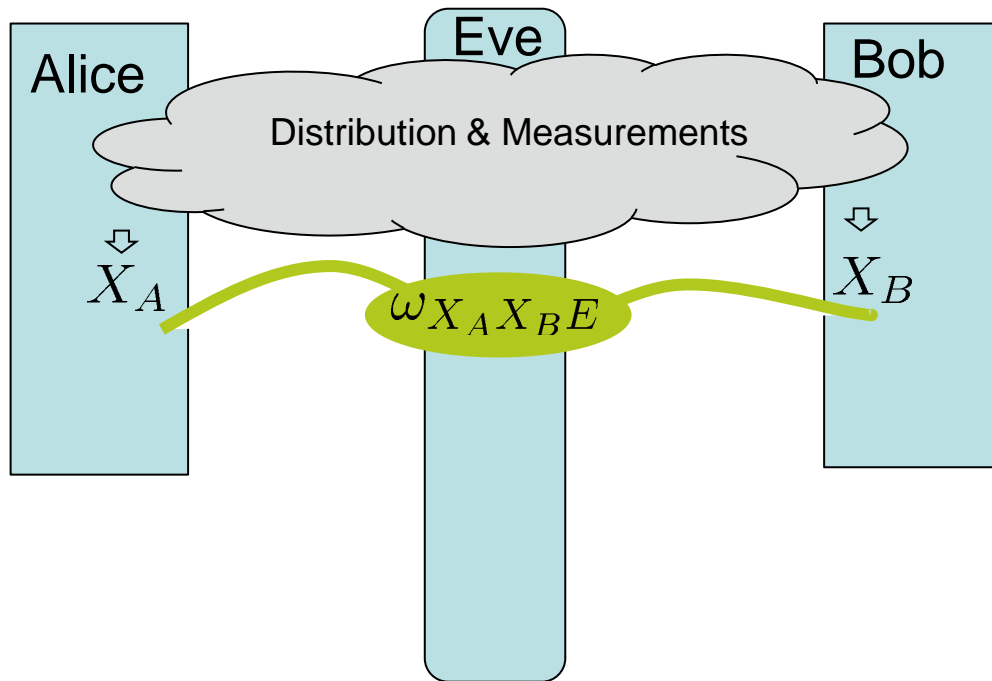 Alice Eve Bob
Distribution & Measurements
X_A X_B
ω_{X_A X_B E}